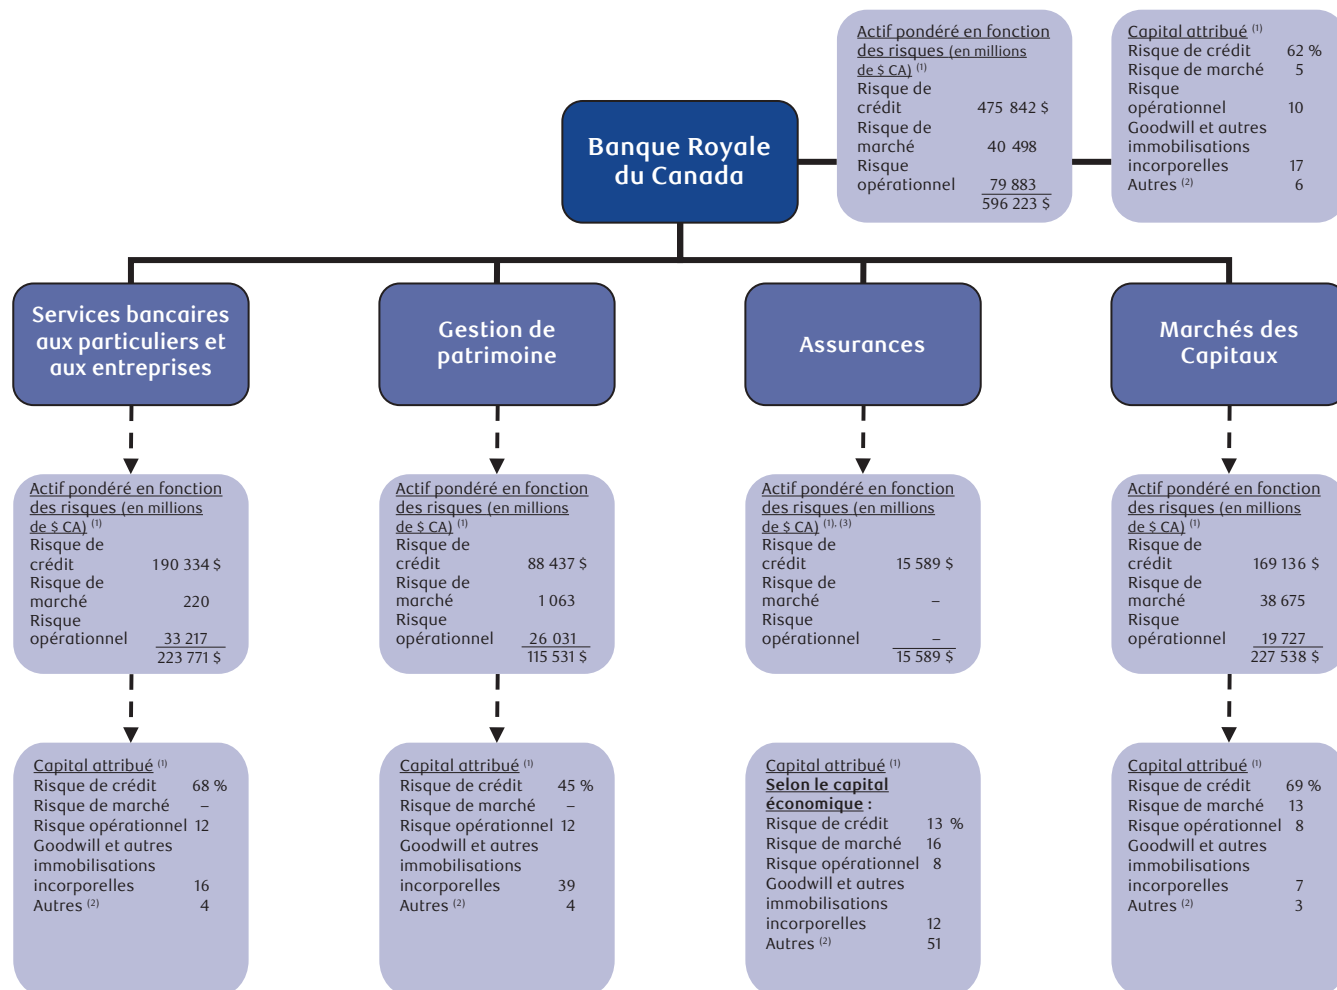 Banque Royale
du Canada
Actif pondéré en fonction
des risques (en millions
de $ CA) (1)
Risque de
crédit 475 842 $
Risque de
marché 40 498
Risque
opérationnel 79 883
596 223 $
Capital attribué (1)
Risque de crédit 62 %
Risque de marché 5
Risque
opérationnel 10
Goodwill et autres
immobilisations
incorporelles 17
Autres (2) 6
Services bancaires
aux particuliers et
aux entreprises
Gestion de
patrimoine
Assurances
Marchés des
Capitaux
Actif pondéré en fonction
des risques (en millions
de $ CA) (1)
Risque de
crédit 190 334 $
Risque de
marché 220
Risque
opérationnel 33 217
223 771 $
Actif pondéré en fonction
des risques (en millions
de $ CA) (1)
Risque de
crédit 88 437 $
Risque de
marché 1 063
Risque
opérationnel 26 031
115 531 $
Actif pondéré en fonction
des risques (en millions
de $ CA) (1), (3)
Risque de
crédit 15 589 $
Risque de
marché –
Risque
opérationnel –
15 589 $
Actif pondéré en fonction
des risques (en millions
de $ CA) (1)
Risque de
crédit 169 136 $
Risque de
marché 38 675
Risque
opérationnel 19 727
227 538 $
Capital attribué (1)
Risque de crédit 68 %
Risque de marché –
Risque opérationnel 12
Goodwill et autres
immobilisations
incorporelles 16
Autres (2) 4
Capital attribué (1)
Risque de crédit 45 %
Risque de marché –
Risque opérationnel 12
Goodwill et autres
immobilisations
incorporelles 39
Autres (2) 4
Capital attribué (1)
Selon le capital
économique :
Risque de crédit 13 %
Risque de marché 16
Risque opérationnel 8
Goodwill et autres
immobilisations
incorporelles 12
Autres (2) 51
Capital attribué (1)
Risque de crédit 69 %
Risque de marché 13
Risque opérationnel 8
Goodwill et autres
immobilisations
incorporelles 7
Autres (2) 3